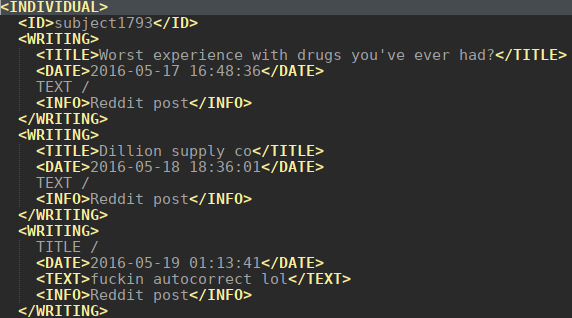 <INDIVIDUAL>
<ID>subject1793</ID>
<WRITING>
<TITLE>Worst experience with drugs you've ever had?</TITLE>
<DATE>2016-05-17 16:48:36</DATE>
TEXT /
<INFO>Reddit post</INFO>
</WRITING>
<WRITING>
<TITLE>Dillion supply co</TITLE>
<DATE>2016-05-18 18:36:01</DATE>
TEXT /
<INFO>Reddit post</INFO>
</WRITING>
<WRITING>
TITLE /
<DATE>2016-05-19 01:13:41</DATE>
<TEXT>fuckin autocorrect lol</TEXT>
<INFO>Reddit post</INFO>
</WRITING>